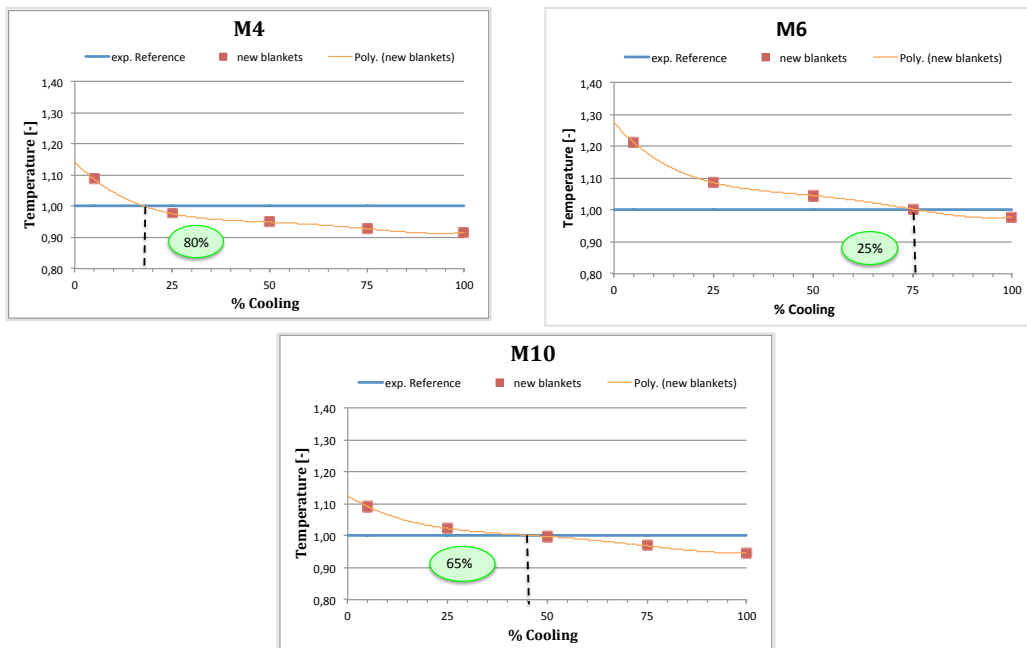 M4
exp. Reference new blankets Poly. (new blankets)
Temperature [-]
1,40
1,30
1,20
1,10
1,00
0,90
0,80
80%
0 25 50 75 100
% Cooling
M6
exp. Reference new blankets Poly. (new blankets)
Temperature [-]
1,40
1,30
1,20
1,10
1,00
0,90
0,80
25%
0 25 50 75 100
% Cooling
M10
exp. Reference new blankets Poly. (new blankets)
Temperature [-]
1,40
1,30
1,20
1,10
1,00
0,90
0,80
65%
0 25 50 75 100
% Cooling